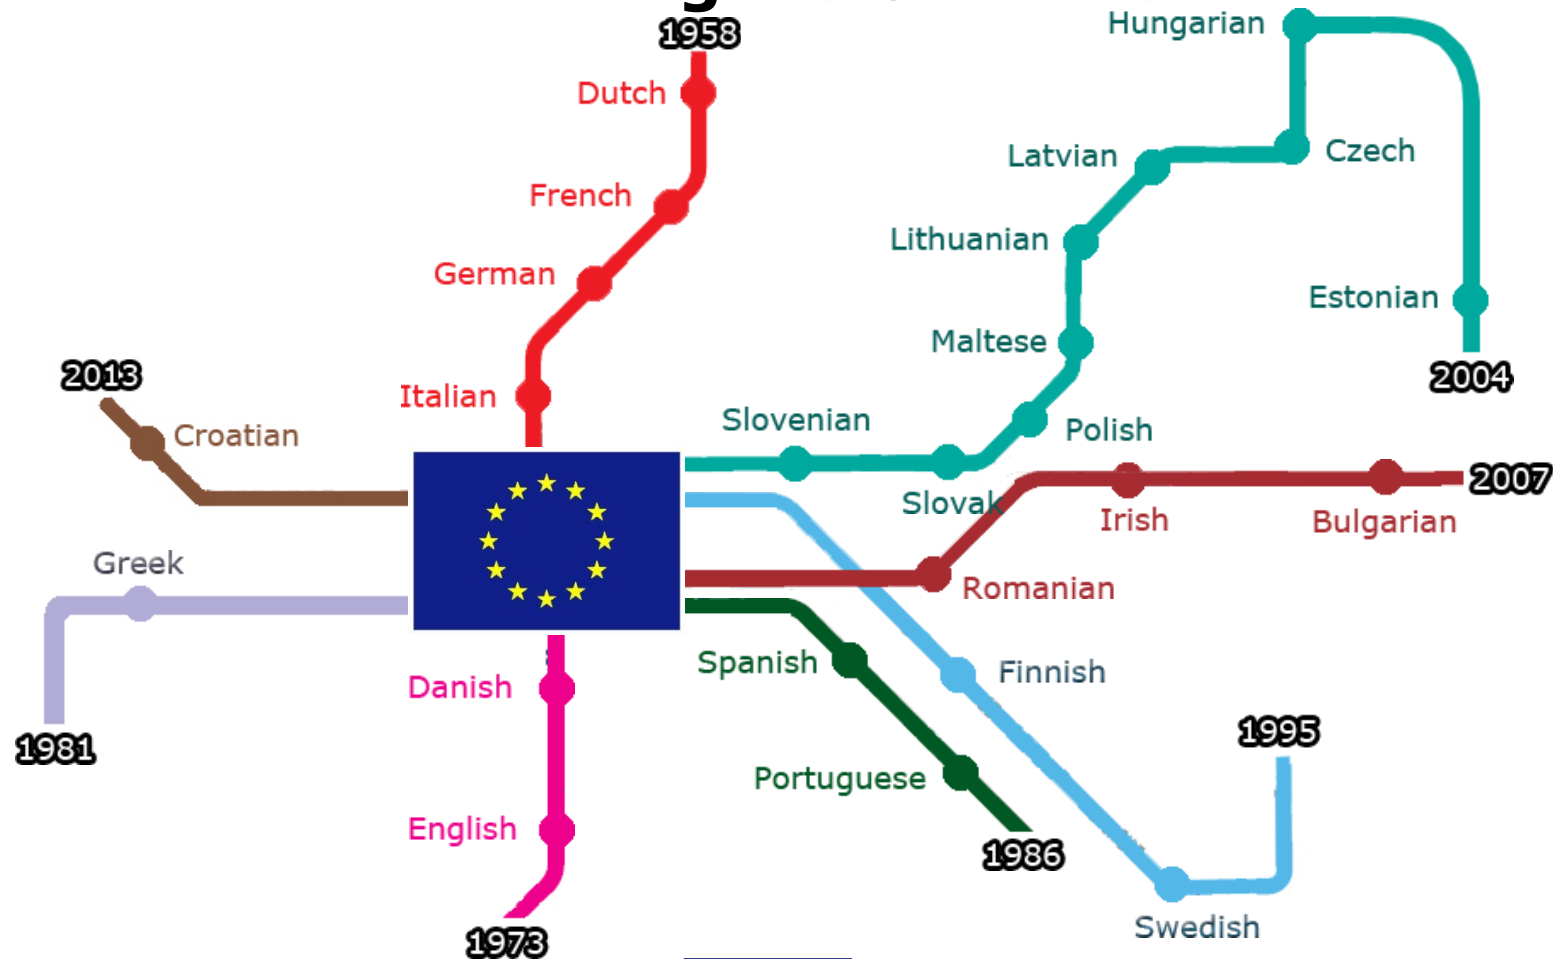 1958
Dutch
French
German
Italian
Hungarian
Czech
Latvian
Lithuanian
Maltese
Estonian
2004
Polish
Slovenian
Slovak
2013
Croatian
2007
Irish
Bulgarian
Romanian
Greek
1981
Danish
English
1973
Spanish
Portuguese
1986
Finnish
Swedish
1995